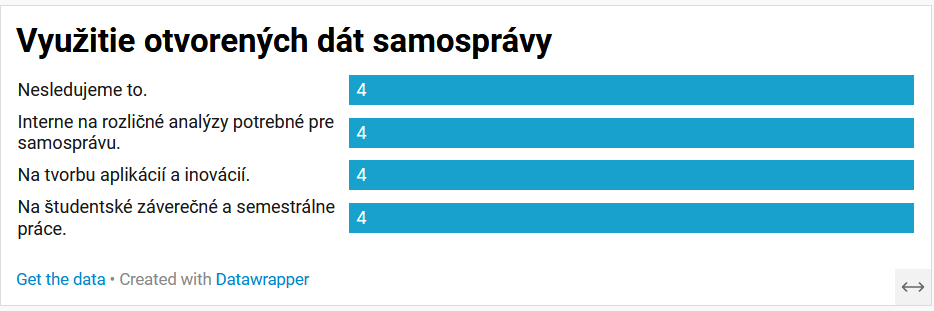 Využitie otvorených dát samosprávy
Nesledujeme to.
4
Interne na rozličné analýzy potrebné pre
samosprávu.
4
Na tvorbu aplikácií a inovácií.
4
Na študentské záverečné a semestrálne
práce.
4
Get the data • Created with Datawrapper